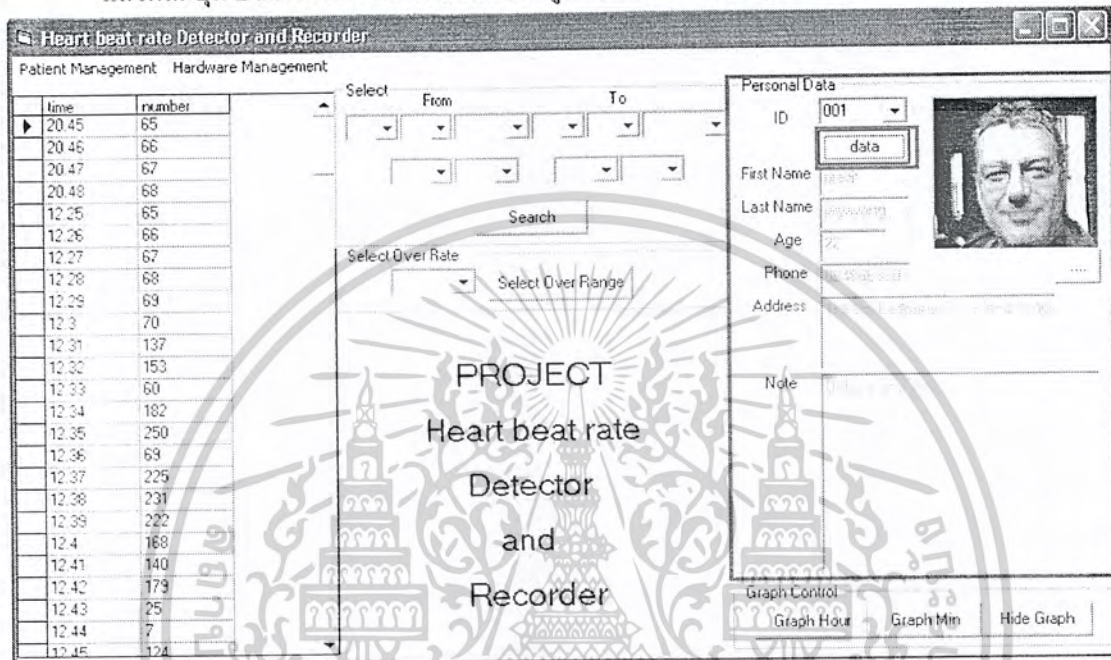 Heart beat rate Detector and Recorder
Patient Management Hardware Management
time number
20.45 65
20.46 66
20.47 67
20.48 68
12.25 65
12.26 66
12.27 67
12.28 68
12.29 69
12.3 70
12.31 137
12.32 153
12.33 60
12.34 182
12.35 250
12.36 69
12.37 225
12.38 231
12.39 222
12.4 168
12.41 140
12.42 179
12.43 25
12.44 7
12.45 124
Select
From To
Search
Select Over Rate
Select Over Range
PROJECT
Heart beat rate
Detector
and
Recorder
Personal Data
ID 001
data
First Name
Last Name
Age 22
Phone
....
Address
Note
Graph Control
Graph Hour Graph Min Hide Graph